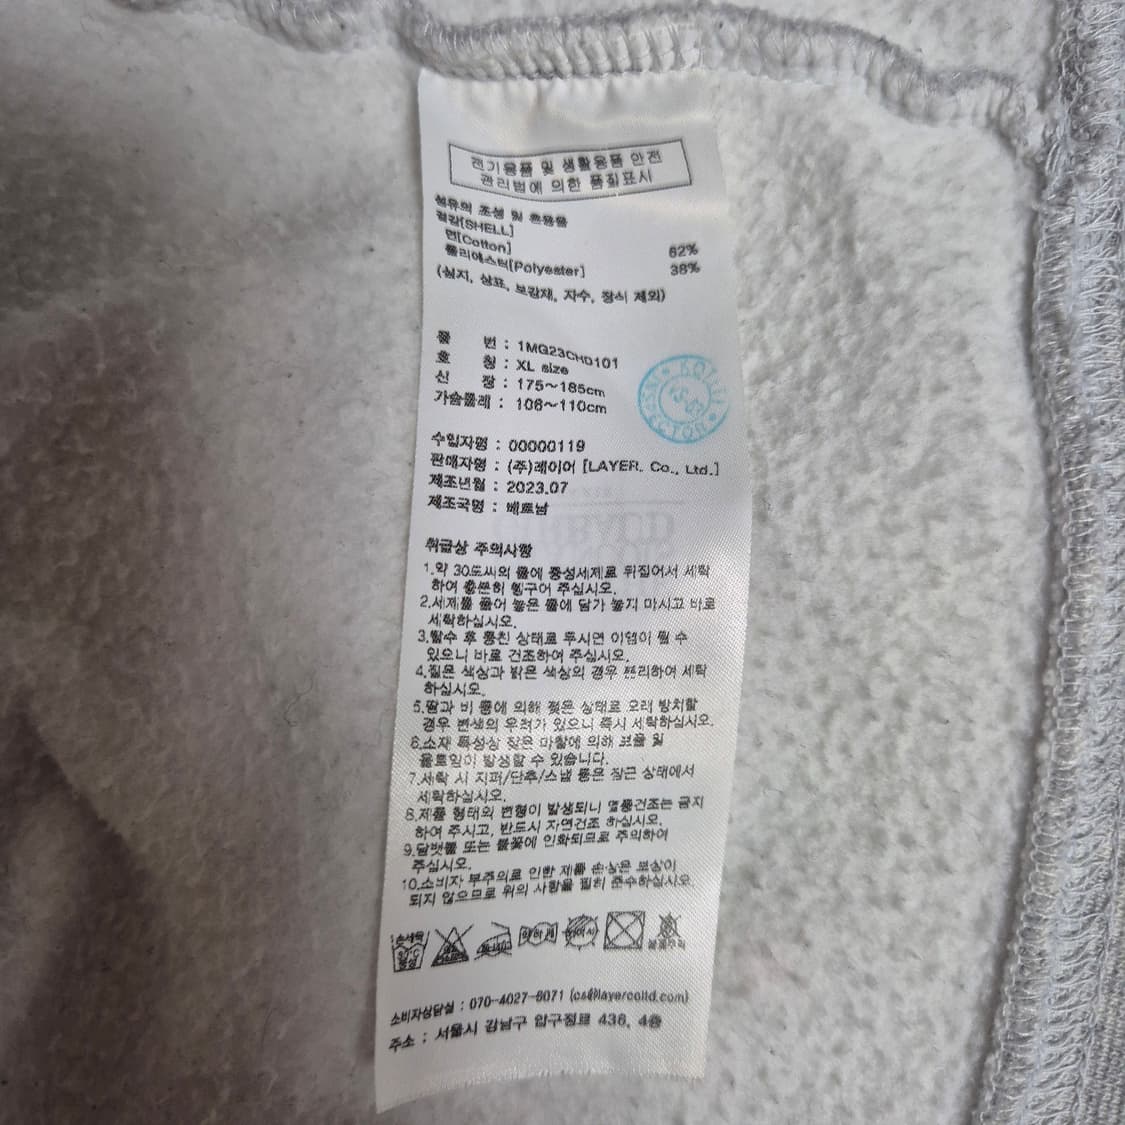 전기용품 및 생활용품 안전
관리법에 의한 품질표시
섬유의 조성 및 혼용율
겉감[SHELL]
면[Cotton] 62%
폴리에스터[Polyester] 38%
(심지, 상표, 보강재, 자수, 장식 제외)
품 번 : 1MG23CHD101
호 칭 : XL size
신 장 : 175~185cm
가슴둘레 : 106~110cm
수입자명 : 00000119
판매자명 : (주)레이어 [LAYER. Co., Ltd.]
제조년월 : 2023.07
제조국명 : 베트남
취급상 주의사항
1.약 30도씨의 물에 중성세제로 뒤집어서 세탁
하여 충분히 헹구어 주십시오.
2.세제를 풀어 놓은 물에 담가 놓지 마시고 바로
세탁하십시오.
3.탈수 후 뭉친 상태로 두시면 이염이 될 수
있으니 바로 건조하여 주십시오.
4.짙은 색상과 밝은 색상의 경우 분리하여 세탁
하십시오.
5.땀과 비 등에 의해 젖은 상태로 오래 방치할
경우 변색의 우려가 있으니 즉시 세탁하십시오.
6.소재 특성상 잦은 마찰에 의해 보풀 및
올트임이 발생할 수 있습니다.
7.세탁 시 지퍼/단추/스냅 등은 잠근 상태에서
세탁하십시오.
8.제품 형태의 변형이 발생되니 열풍건조는 금지
하여 주시고, 반드시 자연건조 하십시오.
9.담뱃불 또는 불꽃에 인화되므로 주의하여
주십시오.
10.소비자 부주의로 인한 제품 손상은 보상이
되지 않으므로 위의 사항을 필히 준수하십시오.
손세탁 약하게
중성
소비자상담실 : 070-4027-8071 (cs@layercoltd.com)
주소 : 서울시 강남구 압구정로 436, 4층